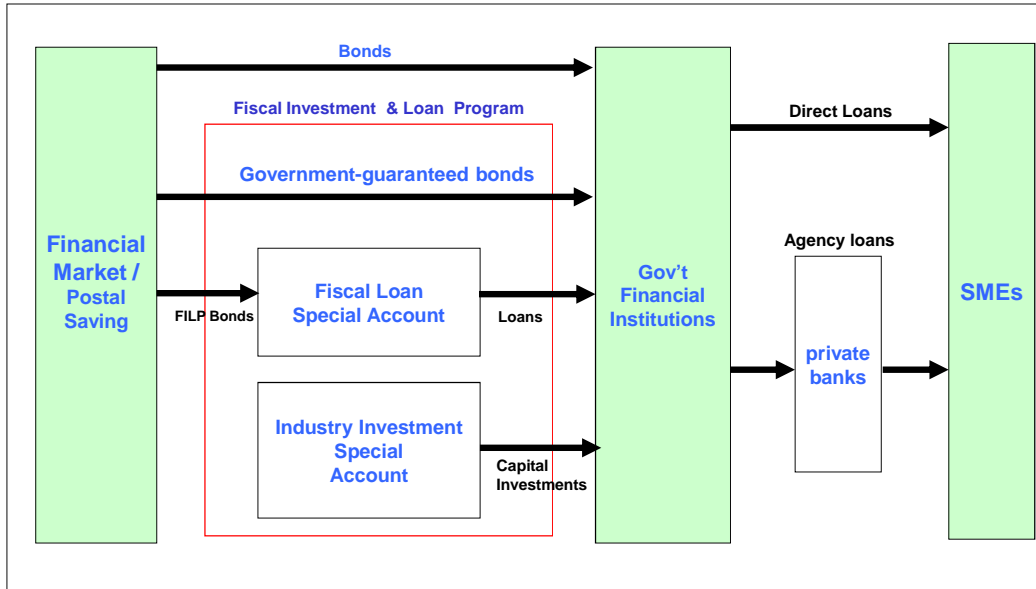 Bonds
Fiscal Investment & Loan Program
Direct Loans
Government-guaranteed bonds
Financial
Market /
Postal
Saving
FILP Bonds
Fiscal Loan
Special Account
Loans
Industry Investment
Special
Account
Capital
Investments
Gov't
Financial
Institutions
Agency loans
private
banks
SMEs